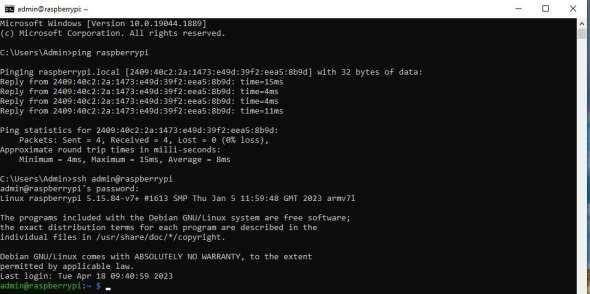 admin@raspberrypi: ~
Microsoft Windows [Version 10.0.19044.1889]
(c) Microsoft Corporation. All rights reserved.
C:\Users\Admin>ping raspberrypi
Pinging raspberrypi.local [2409:40c2:2a:1473:e49d:39f2:eea5:8b9d] with 32 bytes of data:
Reply from 2409:40c2:2a:1473:e49d:39f2:eea5:8b9d: time=15ms
Reply from 2409:40c2:2a:1473:e49d:39f2:eea5:8b9d: time=4ms
Reply from 2409:40c2:2a:1473:e49d:39f2:eea5:8b9d: time=4ms
Reply from 2409:40c2:2a:1473:e49d:39f2:eea5:8b9d: time=11ms
Ping statistics for 2409:40c2:2a:1473:e49d:39f2:eea5:8b9d:
Packets: Sent = 4, Received = 4, Lost = 0 (0% loss),
Approximate round trip times in milli-seconds:
Minimum = 4ms, Maximum = 15ms, Average = 8ms
C:\Users\Admin>ssh admin@raspberrypi
admin@raspberrypi's password:
Linux raspberrypi 5.15.84-v7+ #1613 SMP Thu Jan 5 11:59:48 GMT 2023 armv7l
The programs included with the Debian GNU/Linux system are free software;
the exact distribution terms for each program are described in the
individual files in /usr/share/doc/*/copyright.
Debian GNU/Linux comes with ABSOLUTELY NO WARRANTY, to the extent
permitted by applicable law.
Last login: Tue Apr 18 09:40:59 2023
admin@raspberrypi:~ $